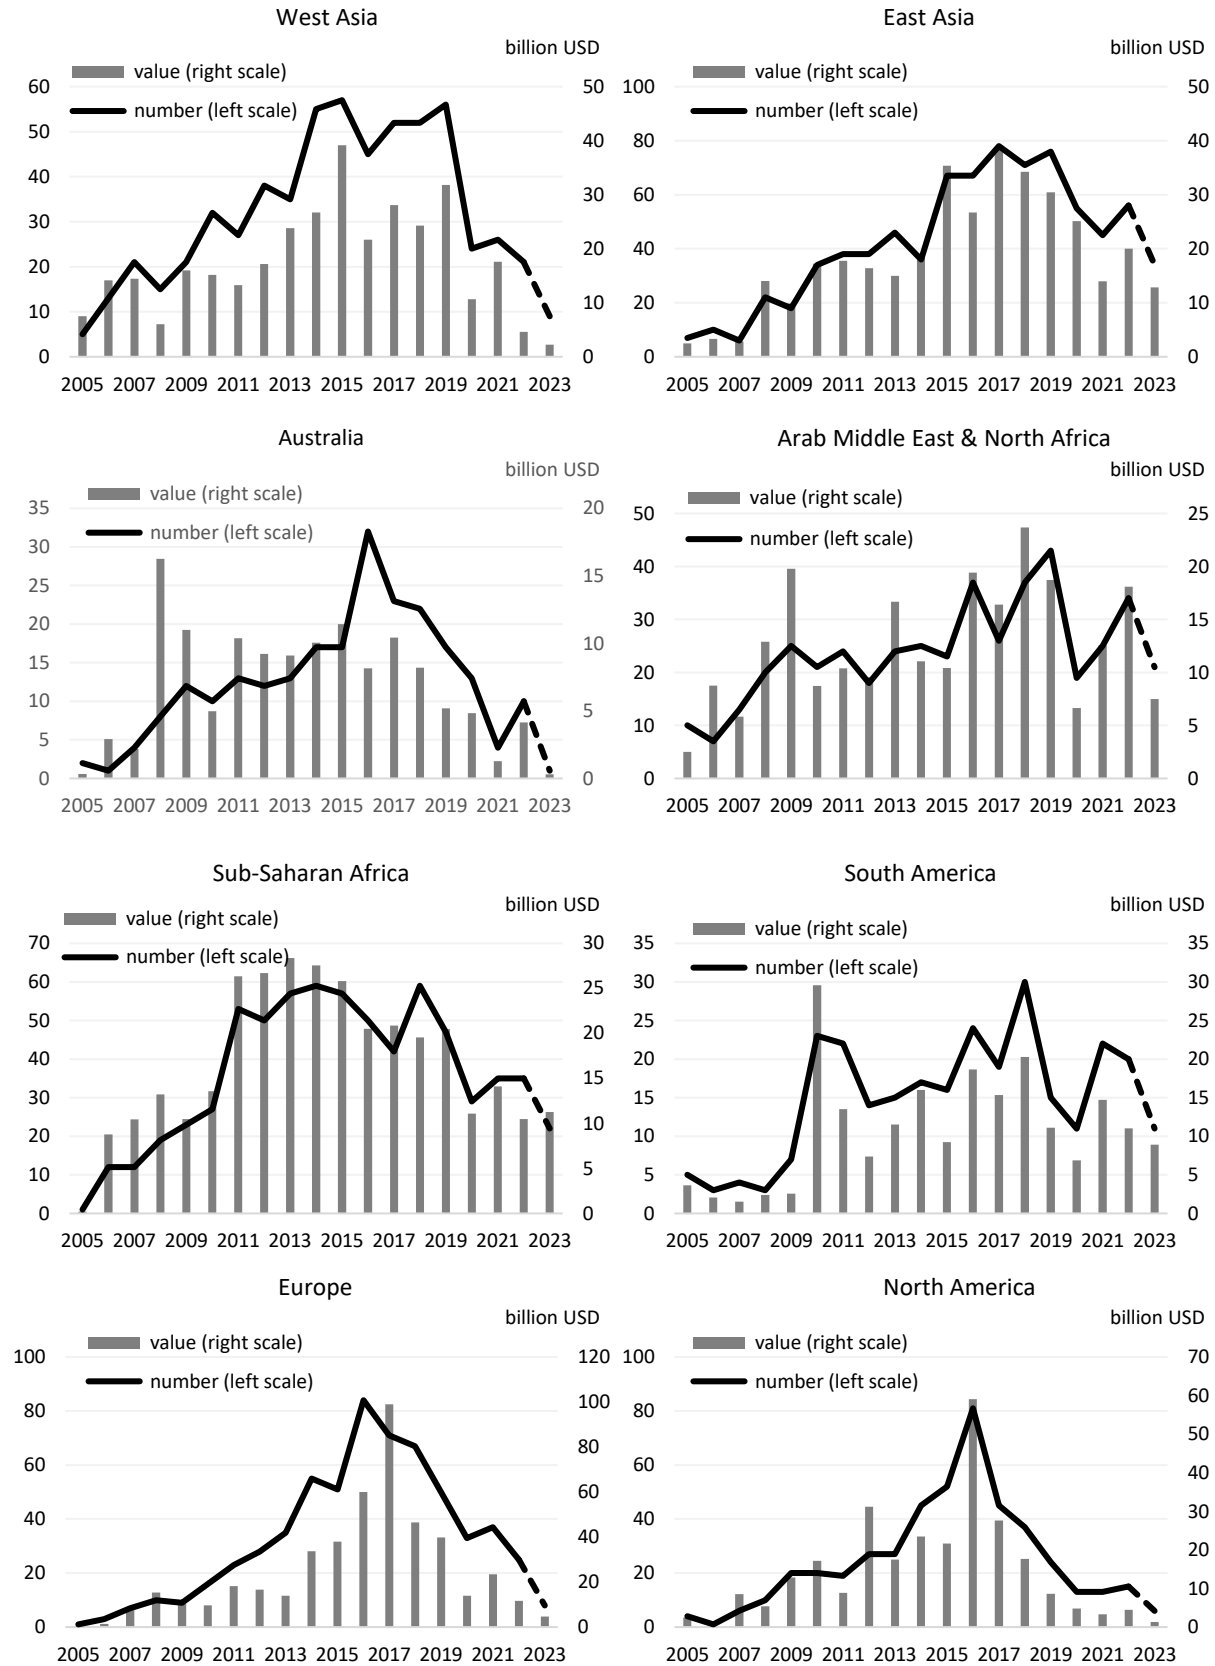 West Asia
billion USD
value (right scale)
number (left scale)
60
50
40
30
20
10
0
50
40
30
20
10
0
2005 2007 2009 2011 2013 2015 2017 2019 2021 2023
East Asia
billion USD
value (right scale)
number (left scale)
100
80
60
40
20
0
50
40
30
20
10
0
2005 2007 2009 2011 2013 2015 2017 2019 2021 2023
Australia
billion USD
value (right scale)
number (left scale)
35
30
25
20
15
10
5
0
20
15
10
5
0
2005 2007 2009 2011 2013 2015 2017 2019 2021 2023
Arab Middle East & North Africa
billion USD
value (right scale)
number (left scale)
50
40
30
20
10
0
25
20
15
10
5
0
2005 2007 2009 2011 2013 2015 2017 2019 2021 2023
Sub-Saharan Africa
billion USD
value (right scale)
number (left scale)
70
60
50
40
30
20
10
0
30
25
20
15
10
5
0
2005 2007 2009 2011 2013 2015 2017 2019 2021 2023
South America
billion USD
value (right scale)
number (left scale)
35
30
25
20
15
10
5
0
35
30
25
20
15
10
5
0
2005 2007 2009 2011 2013 2015 2017 2019 2021 2023
Europe
billion USD
value (right scale)
number (left scale)
100
80
60
40
20
0
120
100
80
60
40
20
0
2005 2007 2009 2011 2013 2015 2017 2019 2021 2023
North America
billion USD
value (right scale)
number (left scale)
100
80
60
40
20
0
70
60
50
40
30
20
10
0
2005 2007 2009 2011 2013 2015 2017 2019 2021 2023